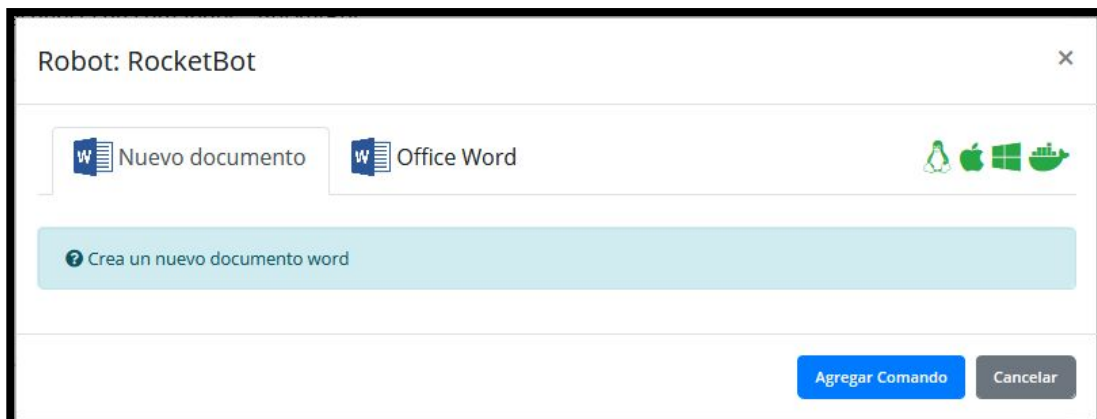 Robot: RocketBot ×
Nuevo documento Office Word
Crea un nuevo documento word
Agregar Comando Cancelar